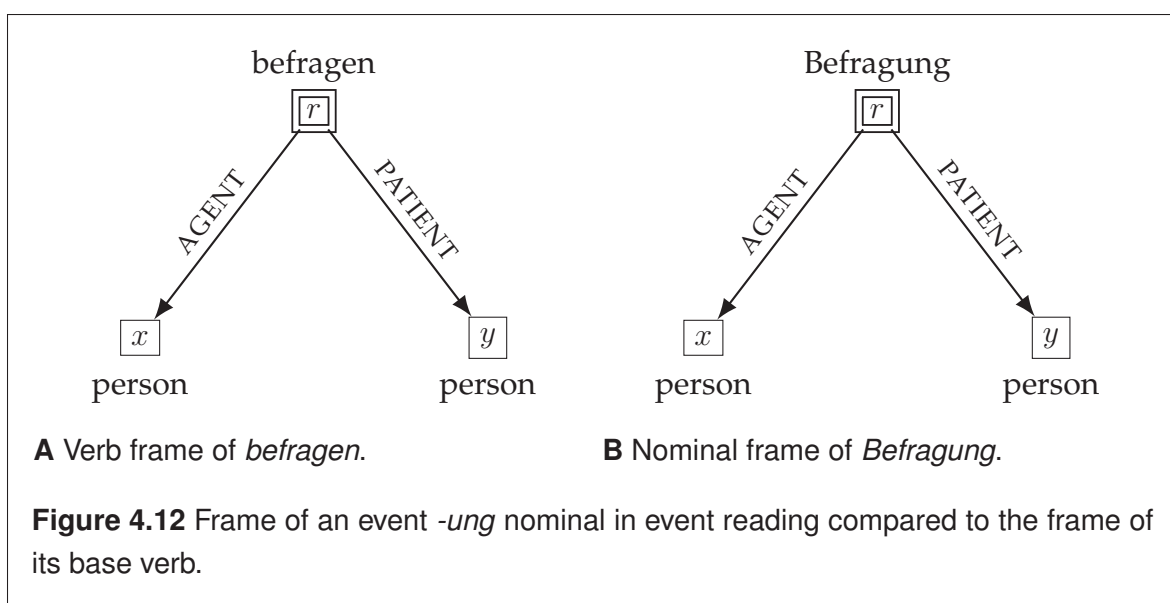 befragen
r
AGENT
PATIENT
x
y
person
person
A Verb frame of befragen.
Befragung
r
AGENT
PATIENT
x
y
person
person
B Nominal frame of Befragung.
Figure 4.12 Frame of an event -ung nominal in event reading compared to the frame of
its base verb.